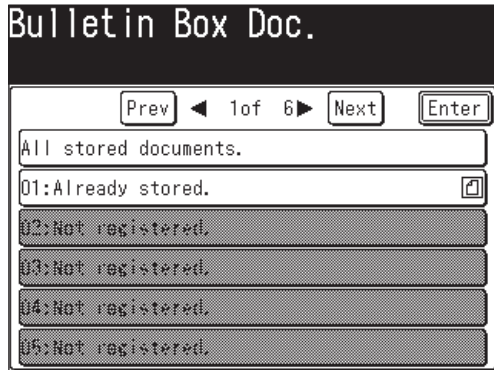 Bulletin Box Doc.
Prev ◀ 1of 6▶ Next Enter
All stored documents.
01:Already stored.
02:Not registered.
03:Not registered.
04:Not registered.
05:Not registered.